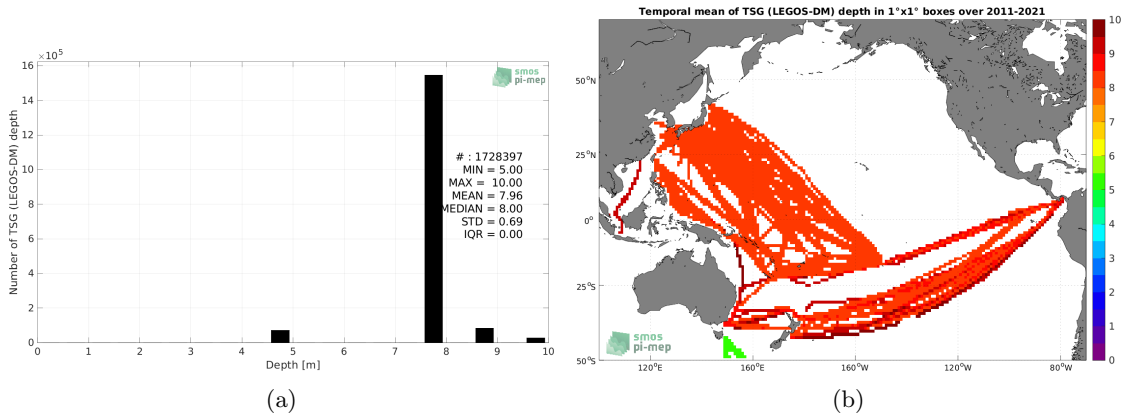 ×10⁵
16
14
12
10
8
6
4
2
0
Number of TSG (LEGOS-DM) depth
smos
pi-mep
# : 1728397
MIN = 5.00
MAX = 10.00
MEAN = 7.96
MEDIAN = 8.00
STD = 0.69
IQR = 0.00
0 1 2 3 4 5 6 7 8 9 10
Depth [m]
(a)
Temporal mean of TSG (LEGOS-DM) depth in 1°x1° boxes over 2011-2021
50°N
25°N
0°
25°S
50°S
120°E 160°E 160°W 120°W 80°W
smos
pi-mep
10
9
8
7
6
5
4
3
2
1
0
(b)